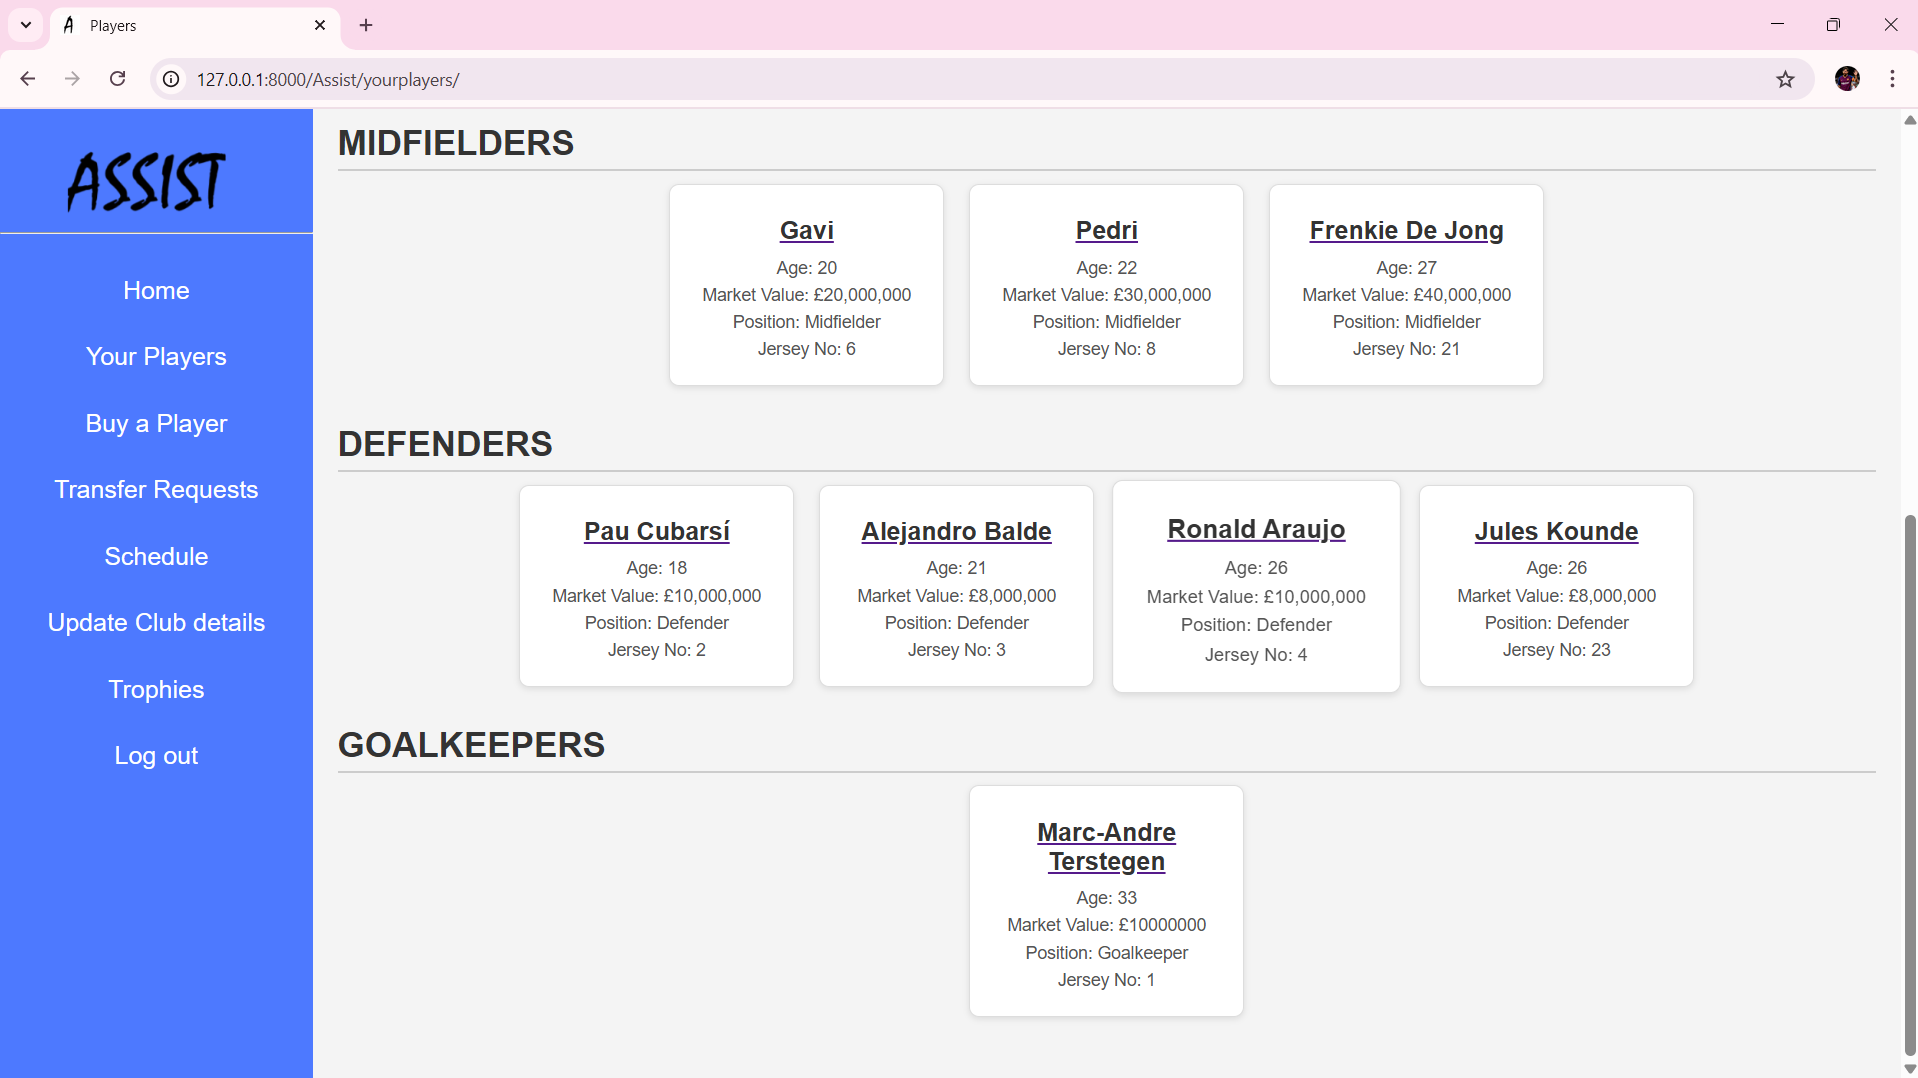 Players
127.0.0.1:8000/Assist/yourplayers/
ASSIST
Home
Your Players
Buy a Player
Transfer Requests
Schedule
Update Club details
Trophies
Log out
MIDFIELDERS
Gavi
Age: 20
Market Value: £20,000,000
Position: Midfielder
Jersey No: 6
Pedri
Age: 22
Market Value: £30,000,000
Position: Midfielder
Jersey No: 8
Frenkie De Jong
Age: 27
Market Value: £40,000,000
Position: Midfielder
Jersey No: 21
DEFENDERS
Pau Cubarsí
Age: 18
Market Value: £10,000,000
Position: Defender
Jersey No: 2
Alejandro Balde
Age: 21
Market Value: £8,000,000
Position: Defender
Jersey No: 3
Ronald Araujo
Age: 26
Market Value: £10,000,000
Position: Defender
Jersey No: 4
Jules Kounde
Age: 26
Market Value: £8,000,000
Position: Defender
Jersey No: 23
GOALKEEPERS
Marc-Andre
Terstegen
Age: 33
Market Value: £10000000
Position: Goalkeeper
Jersey No: 1